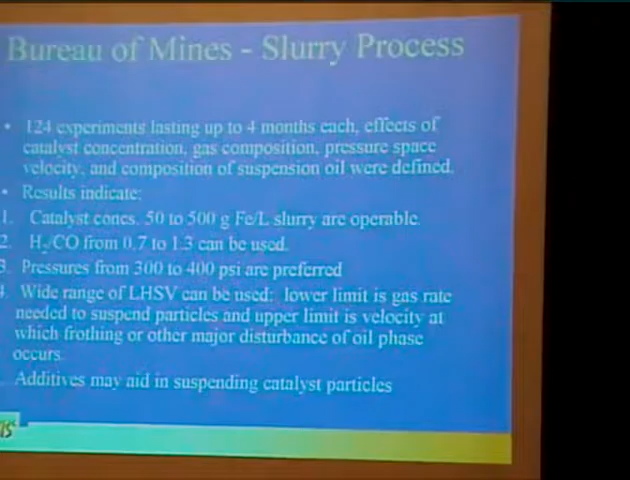 Bureau of Mines - Slurry Process
• 124 experiments lasting up to 4 months each, effects of
catalyst concentration, gas composition, pressure space
velocity, and composition of suspension oil were defined.
• Results indicate:
1. Catalyst concs. 50 to 500 g Fe/L slurry are operable.
2. H2/CO from 0.7 to 1.3 can be used.
3. Pressures from 300 to 400 psi are preferred
4. Wide range of LHSV can be used: lower limit is gas rate
needed to suspend particles and upper limit is velocity at
which frothing or other major disturbance of oil phase
occurs.
Additives may aid in suspending catalyst particles